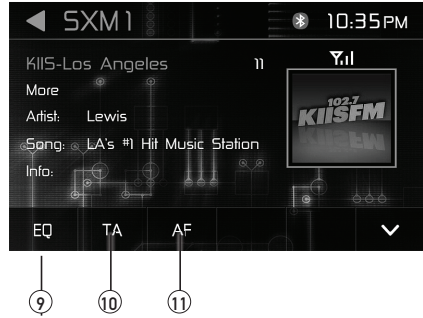 SXM1 10:35PM
KIIS-Los Angeles 11
More
Artist: Lewis
Song: LA's #1 Hit Music Station
Info:
102.7
KIISFM
EQ TA AF
9 10 11